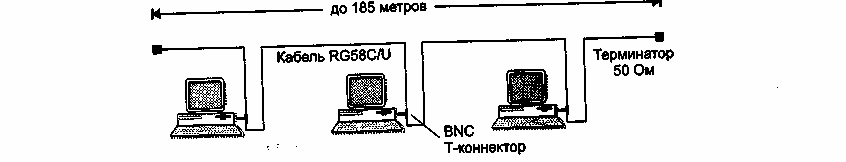 до 185 метров
Кабель RG58C/U
Терминатор
50 Ом
BNC
Т-коннектор